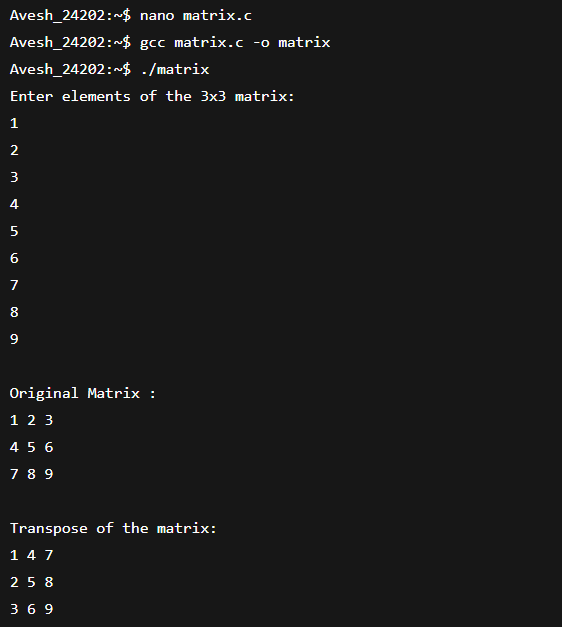 Avesh_24202:~$ nano matrix.c
Avesh_24202:~$ gcc matrix.c -o matrix
Avesh_24202:~$ ./matrix
Enter elements of the 3x3 matrix:
1
2
3
4
5
6
7
8
9
Original Matrix :
1 2 3
4 5 6
7 8 9
Transpose of the matrix:
1 4 7
2 5 8
3 6 9